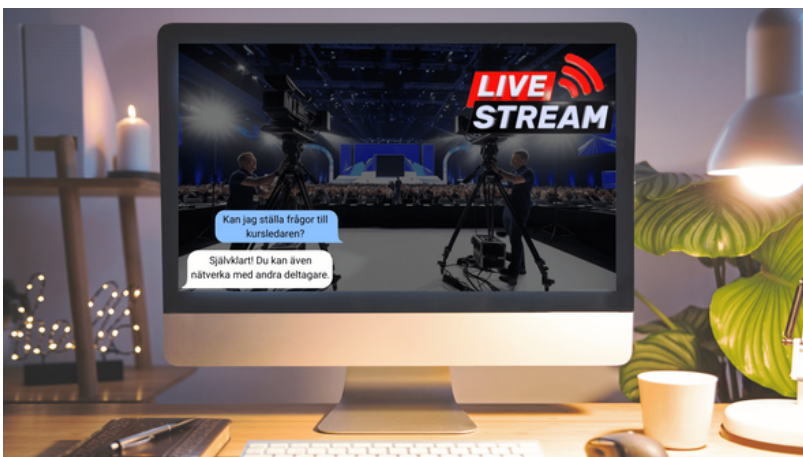 LIVE
STREAM
Kan jag ställa frågor till
kursledaren?
Självklart! Du kan även
nätverka med andra deltagare.